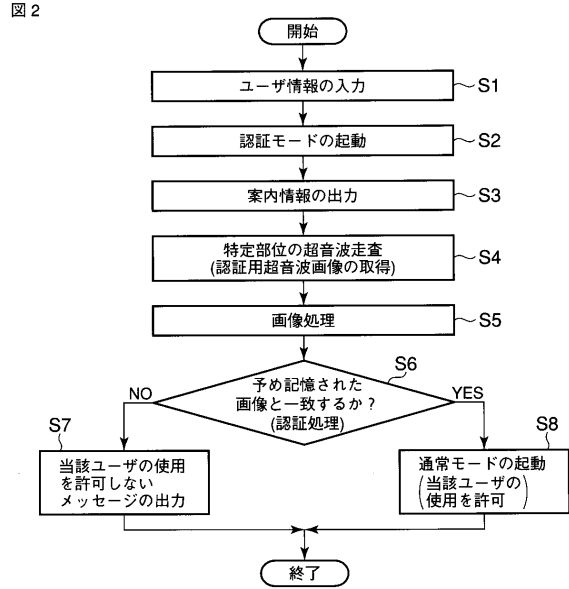 図2
開始
ユーザ情報の入力
S1
認証モードの起動
S2
案内情報の出力
S3
特定部位の超音波走査
(認証用超音波画像の取得)
S4
画像処理
S5
予め記憶された
画像と一致するか？
(認証処理)
S6
NO
YES
S7
当該ユーザの使用
を許可しない
メッセージの出力
S8
通常モードの起動
(当該ユーザの
使用を許可)
終了